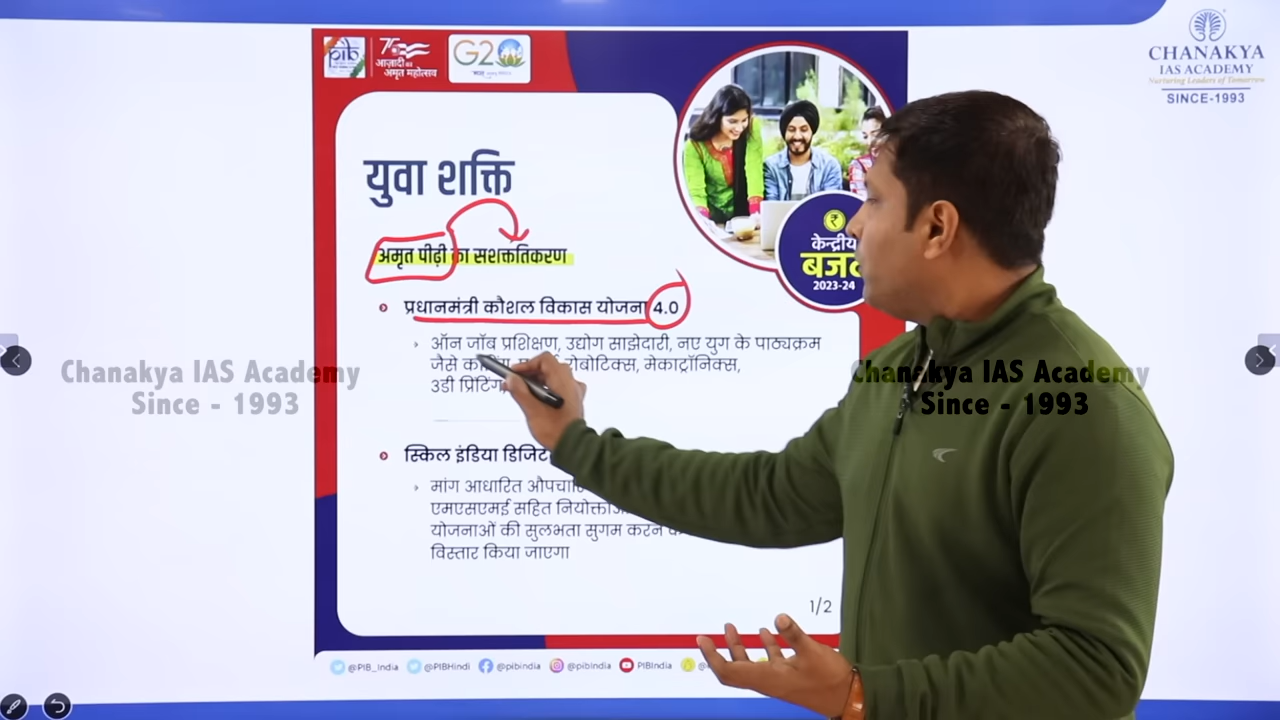 pib
75
आज़ादी का
अमृत महोत्सव
G20
CHANAKYA
IAS ACADEMY
Nurturing Leaders of Tomorrow
SINCE-1993
युवा शक्ति
अमृत पीढ़ी का सशक्ततिकरण
केन्द्रीय
बजट
2023-24
प्रधानमंत्री कौशल विकास योजना 4.0
ऑन जॉब प्रशिक्षण, उद्योग साझेदारी, नए युग के पाठ्यक्रम
जैसे रोबोटिक्स, मेकाट्रॉनिक्स,
3डी प्रिंटिंग,
Chanakya IAS Academy
Since - 1993
Chanakya IAS Academy
Since - 1993
स्किल इंडिया
मांग आधारित
एमएसएमई सहित
योजनाओं की सुलभता सुगम करने
विस्तार किया जाएगा
1/2
@PIB_India
@PIBHindi
@pibindia
@pibindia
PIBIndia